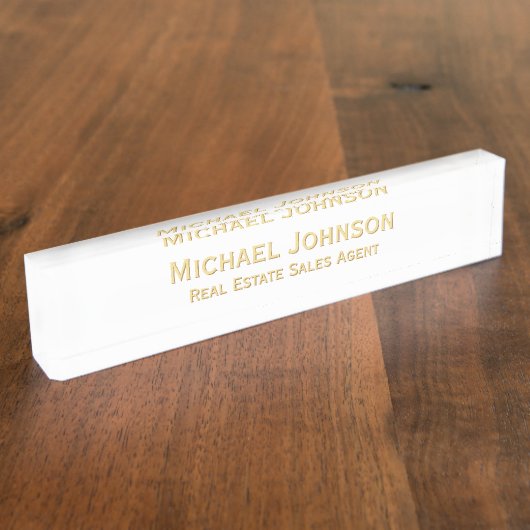 Michael Johnson
Real Estate Sales Agent